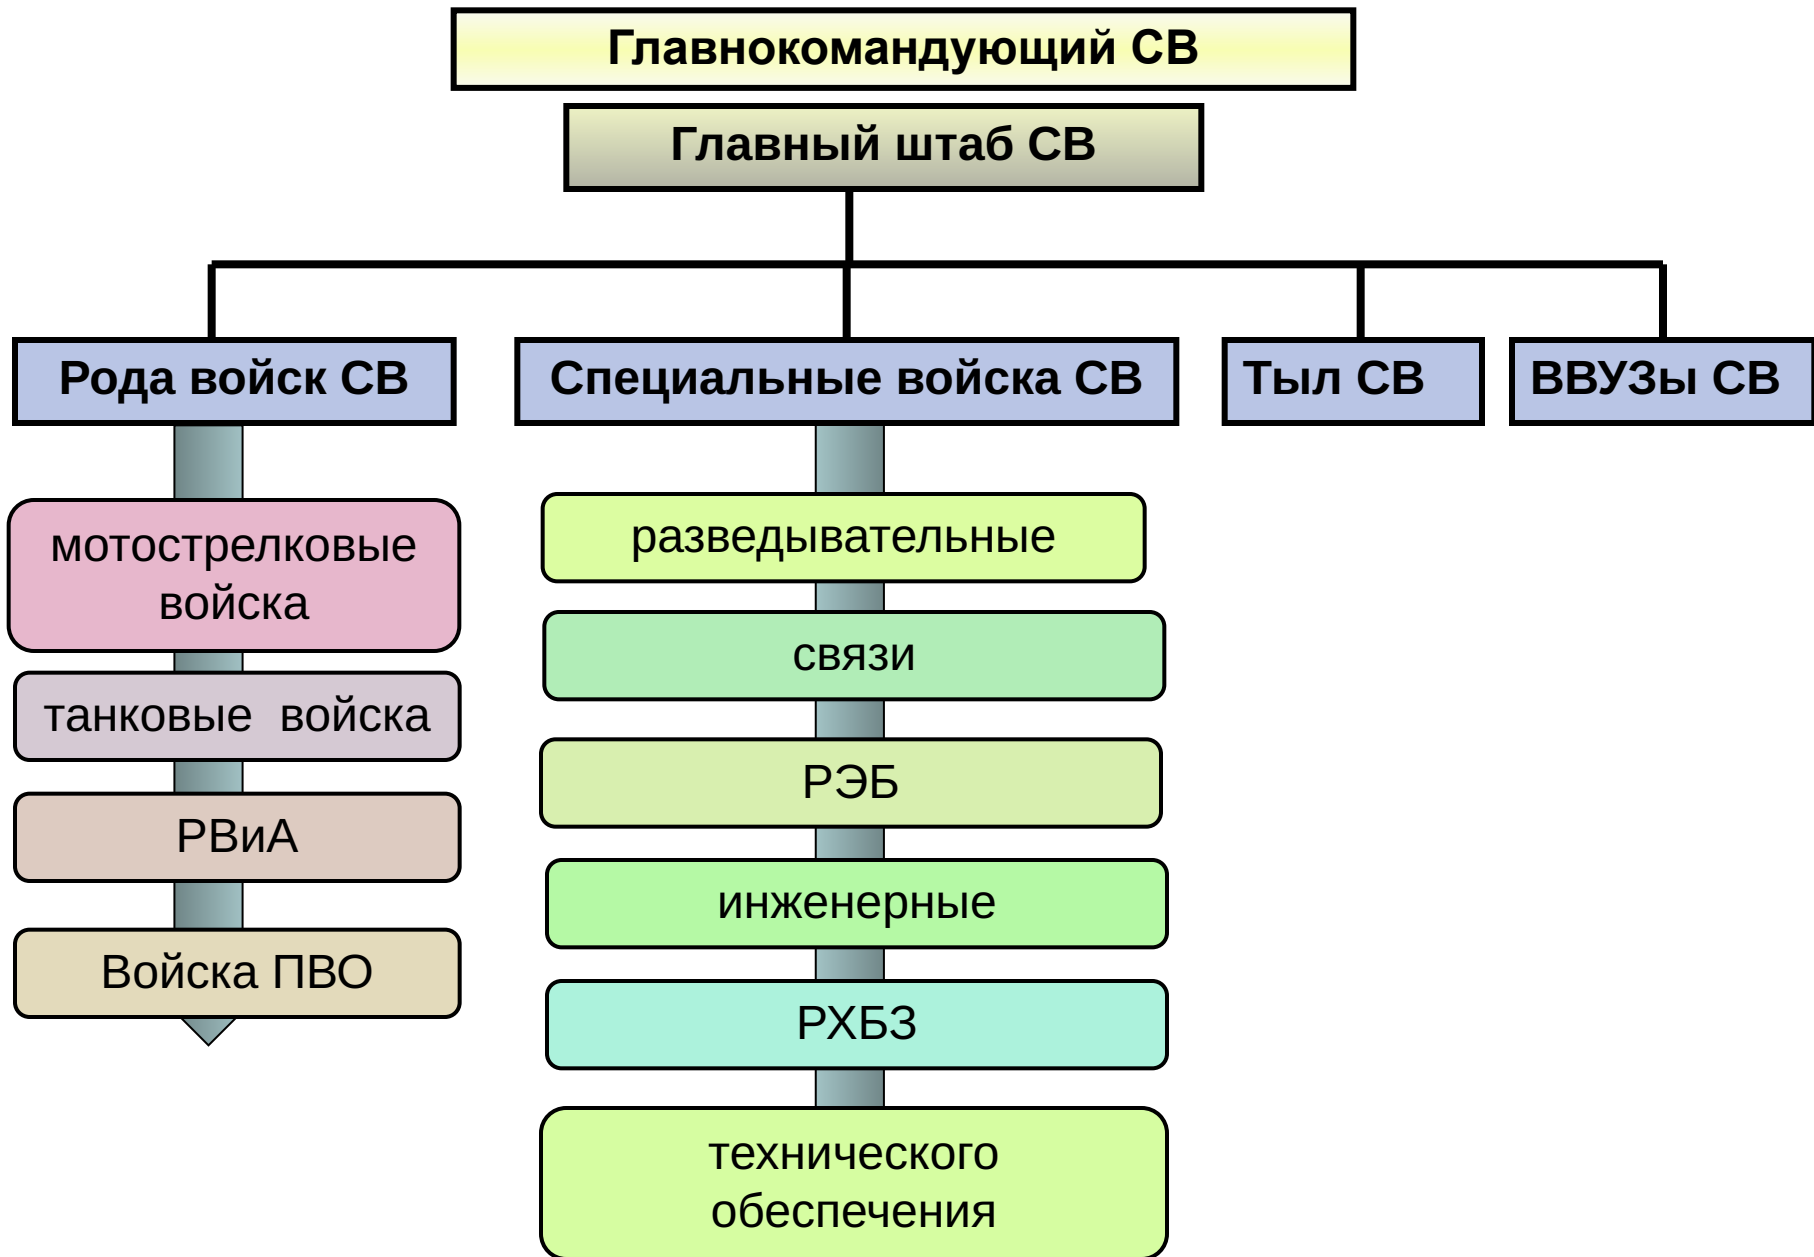 Главнокомандующий СВ
Главный штаб СВ
Рода войск СВ
Специальные войска СВ
Тыл СВ
ВВУЗы СВ
мотострелковые
войска
танковые войска
РВиА
Войска ПВО
разведывательные
связи
РЭБ
инженерные
РХБЗ
технического
обеспечения